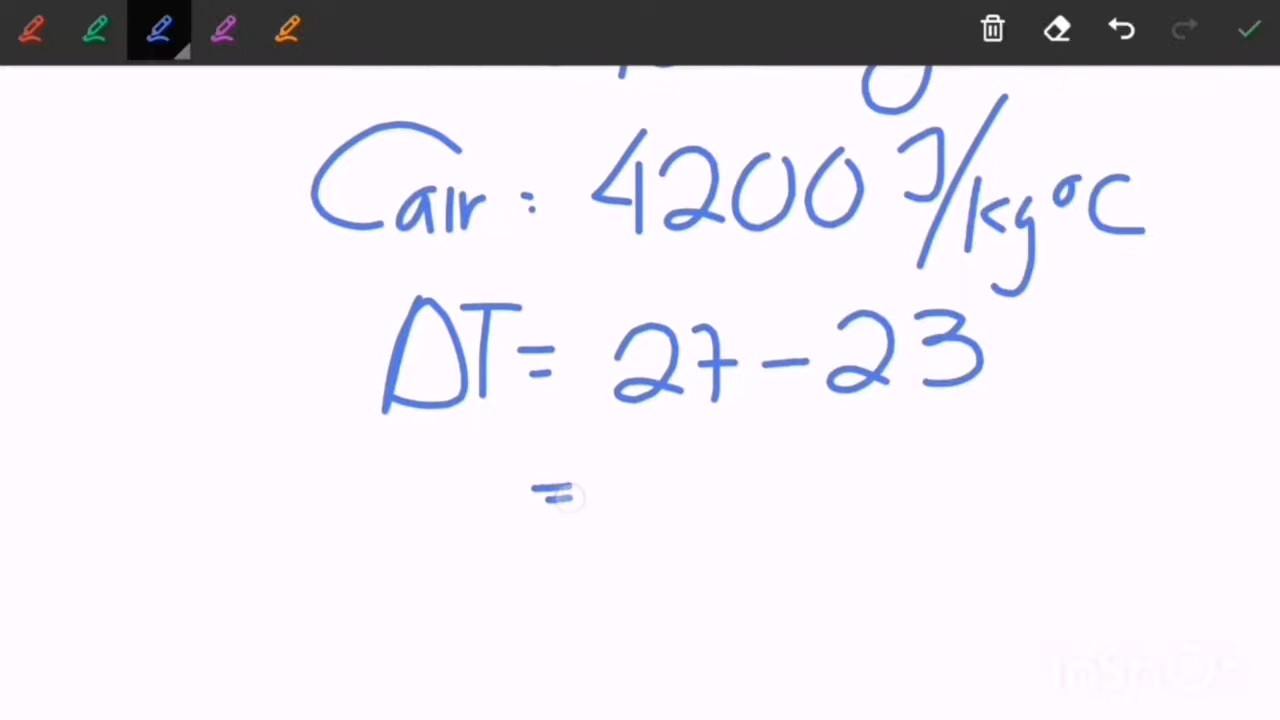 Cair : 4200 J/kg°C
ΔT = 27 - 23
=